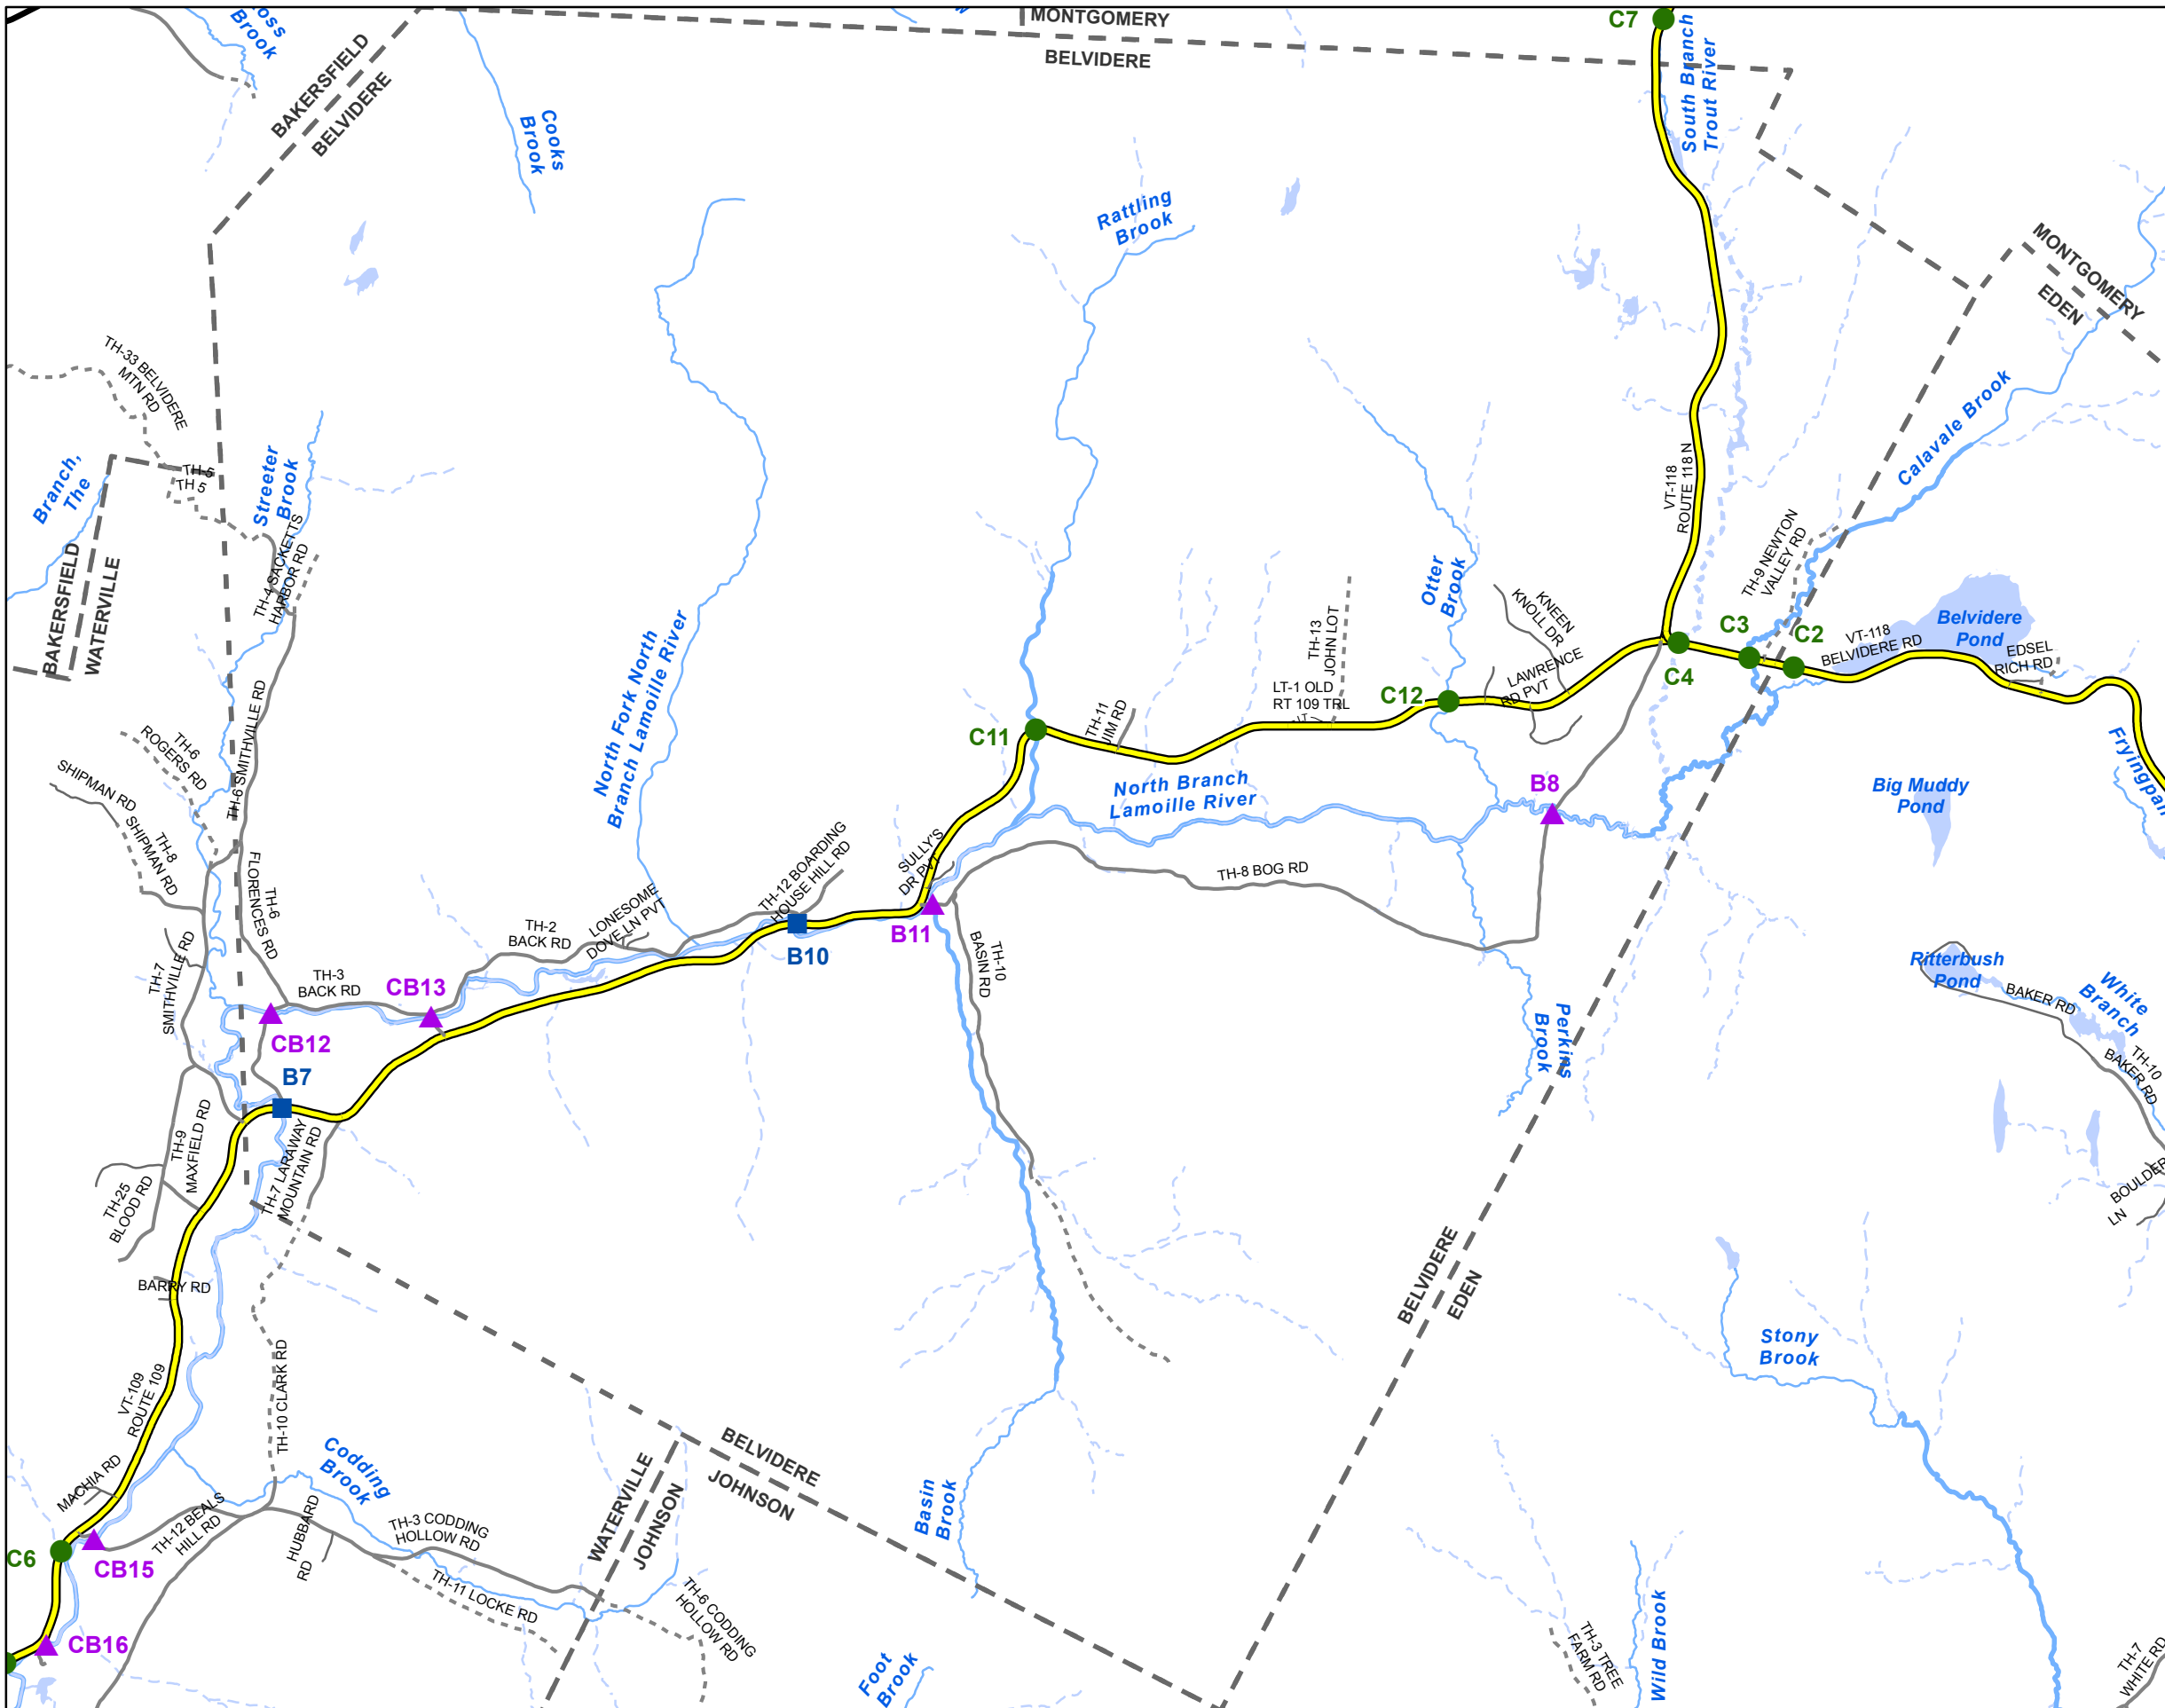 Brook
MONTGOMERY
BELVIDERE
C7
South Branch
Trout River
BAKERSFIELD
BELVIDERE
Cooks
Brook
Rattling
Brook
MONTGOMERY
EDEN
TH-33 BELVIDERE
MTN RD
Calavale Brook
Branch,
The
TH-5
TH 5
Streeter
Brook
VT-118
ROUTE 118 N
TH-4 SACKETTS
HARBOR RD
TH-9 NEWTON
VALLEY RD
BAKERSFIELD
WATERVILLE
Otter
Brook
KNEEN
KNOLL DR
TH-13
JOHN LOT
North Fork North
Branch Lamoille River
C3
C2
Belvidere
Pond
VT-118
BELVIDERE RD
EDSEL
RICH RD
C4
LAWRENCE
RD PVT
C12
LT-1 OLD
RT 109 TRL
TH-11
JIM RD
C11
TH-6 SMITHVILLE RD
TH-6
ROGERS RD
SHIPMAN RD
TH-8
SHIPMAN RD
North Branch
Lamoille River
B8
Big Muddy
Pond
SULLY'S
DR PVT
TH-8 BOG RD
TH-12 BOARDING
HOUSE HILL RD
TH-6
FLORENCES RD
LONESOME
DOVE LN PVT
TH-2
BACK RD
B11
B10
TH-10
BASIN RD
TH-7
SMITHVILLE RD
TH-3
BACK RD
CB13
Ritterbush
Pond
BAKER RD
White
Branch
CB12
Perkins
Brook
TH-10
BAKER RD
B7
TH-9
MAXFIELD RD
TH-7 LARAWAY
MOUNTAIN RD
TH-25
BLOOD RD
BOULDER
LN
BARRY RD
BELVIDERE
EDEN
Stony
Brook
VT-109
ROUTE 109
TH-10 CLARK RD
MACHIA RD
Codding
Brook
BELVIDERE
JOHNSON
WATERVILLE
JOHNSON
Basin
Brook
TH-12 BEALS
HILL RD
HUBBARD
RD
TH-3 CODDING
HOLLOW RD
C6
CB15
TH-11 LOCKE RD
TH-6 CODDING
HOLLOW RD
CB16
Foot
Brook
TH-3 TREE
FARM RD
Wild Brook
TH-7
WHITE RD